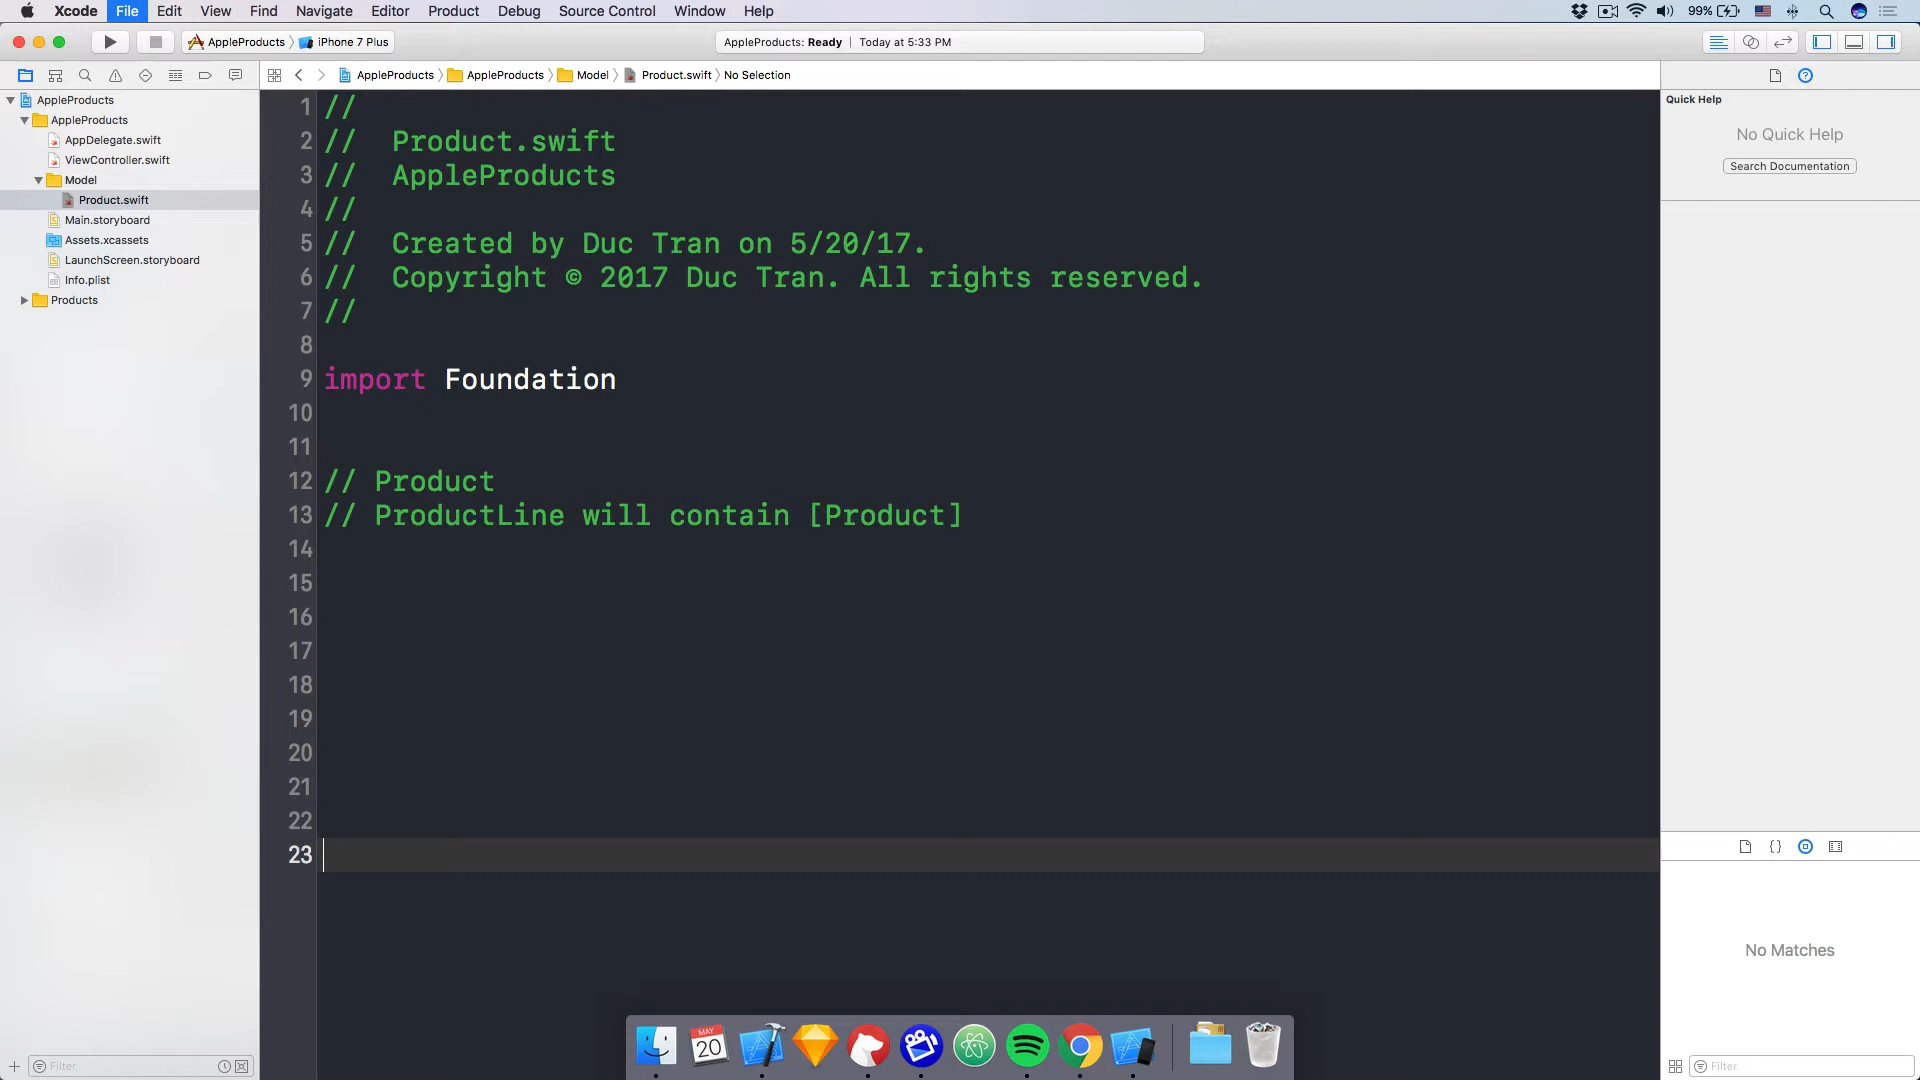 Xcode File Edit View Find Navigate Editor Product Debug Source Control Window Help 99%
AppleProducts iPhone 7 Plus AppleProducts: Ready | Today at 5:33 PM
AppleProducts AppleProducts Model Product.swift No Selection
AppleProducts
AppleProducts
AppDelegate.swift
ViewController.swift
Model
Product.swift
Main.storyboard
Assets.xcassets
LaunchScreen.storyboard
Info.plist
Products
Filter
1 //
2 //  Product.swift
3 //  AppleProducts
4 //
5 //  Created by Duc Tran on 5/20/17.
6 //  Copyright © 2017 Duc Tran. All rights reserved.
7 //
8
9 import Foundation
10
11
12 // Product
13 // ProductLine will contain [Product]
14
15
16
17
18
19
20
21
22
23
Quick Help
No Quick Help
Search Documentation
{}
No Matches
Filter
MAY
20